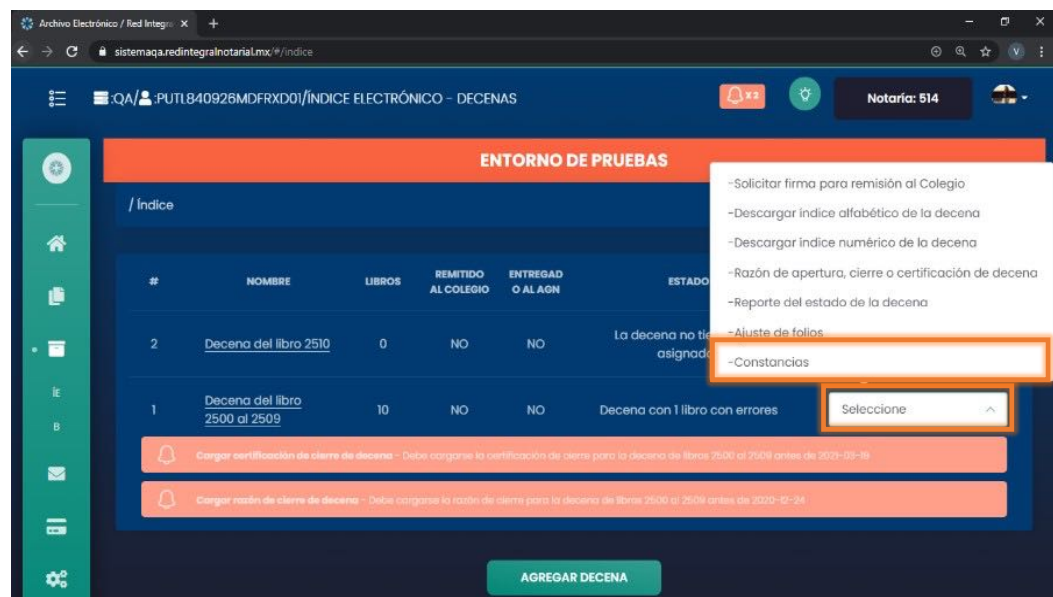 Archivo Electrónico / Red Integra
sistemaqa.redintegralnotarial.mx/#/indice
V
:QA/ :PUTL840926MDFRXD01/ÍNDICE ELECTRÓNICO - DECENAS
x2
Notaría: 514
ENTORNO DE PRUEBAS
/ Índice
-Solicitar firma para remisión al Colegio
-Descargar indice alfabético de la decena
-Descargar indice numérico de la decena
-Razón de apertura, cierre o certificación de decena
-Reporte del estado de la decena
-Ajuste de folios
-Constancias
# NOMBRE LIBROS REMITIDO AL COLEGIO ENTREGAD O AL AGN ESTADO
2 Decena del libro 2510 0 NO NO La decena no tie
asignado
1 Decena del libro 2500 al 2509 10 NO NO Decena con 1 libro con errores Seleccione
Cargar certificación de cierre de decena - Debe cargarse la certificación de cierre para la decena de libros 2500 al 2509 antes de 2021-03-18
Cargar razón de cierre de decena - Debe cargarse la razón de cierre para la decena de libros 2500 al 2509 antes de 2020-12-24
ÍE
B
AGREGAR DECENA